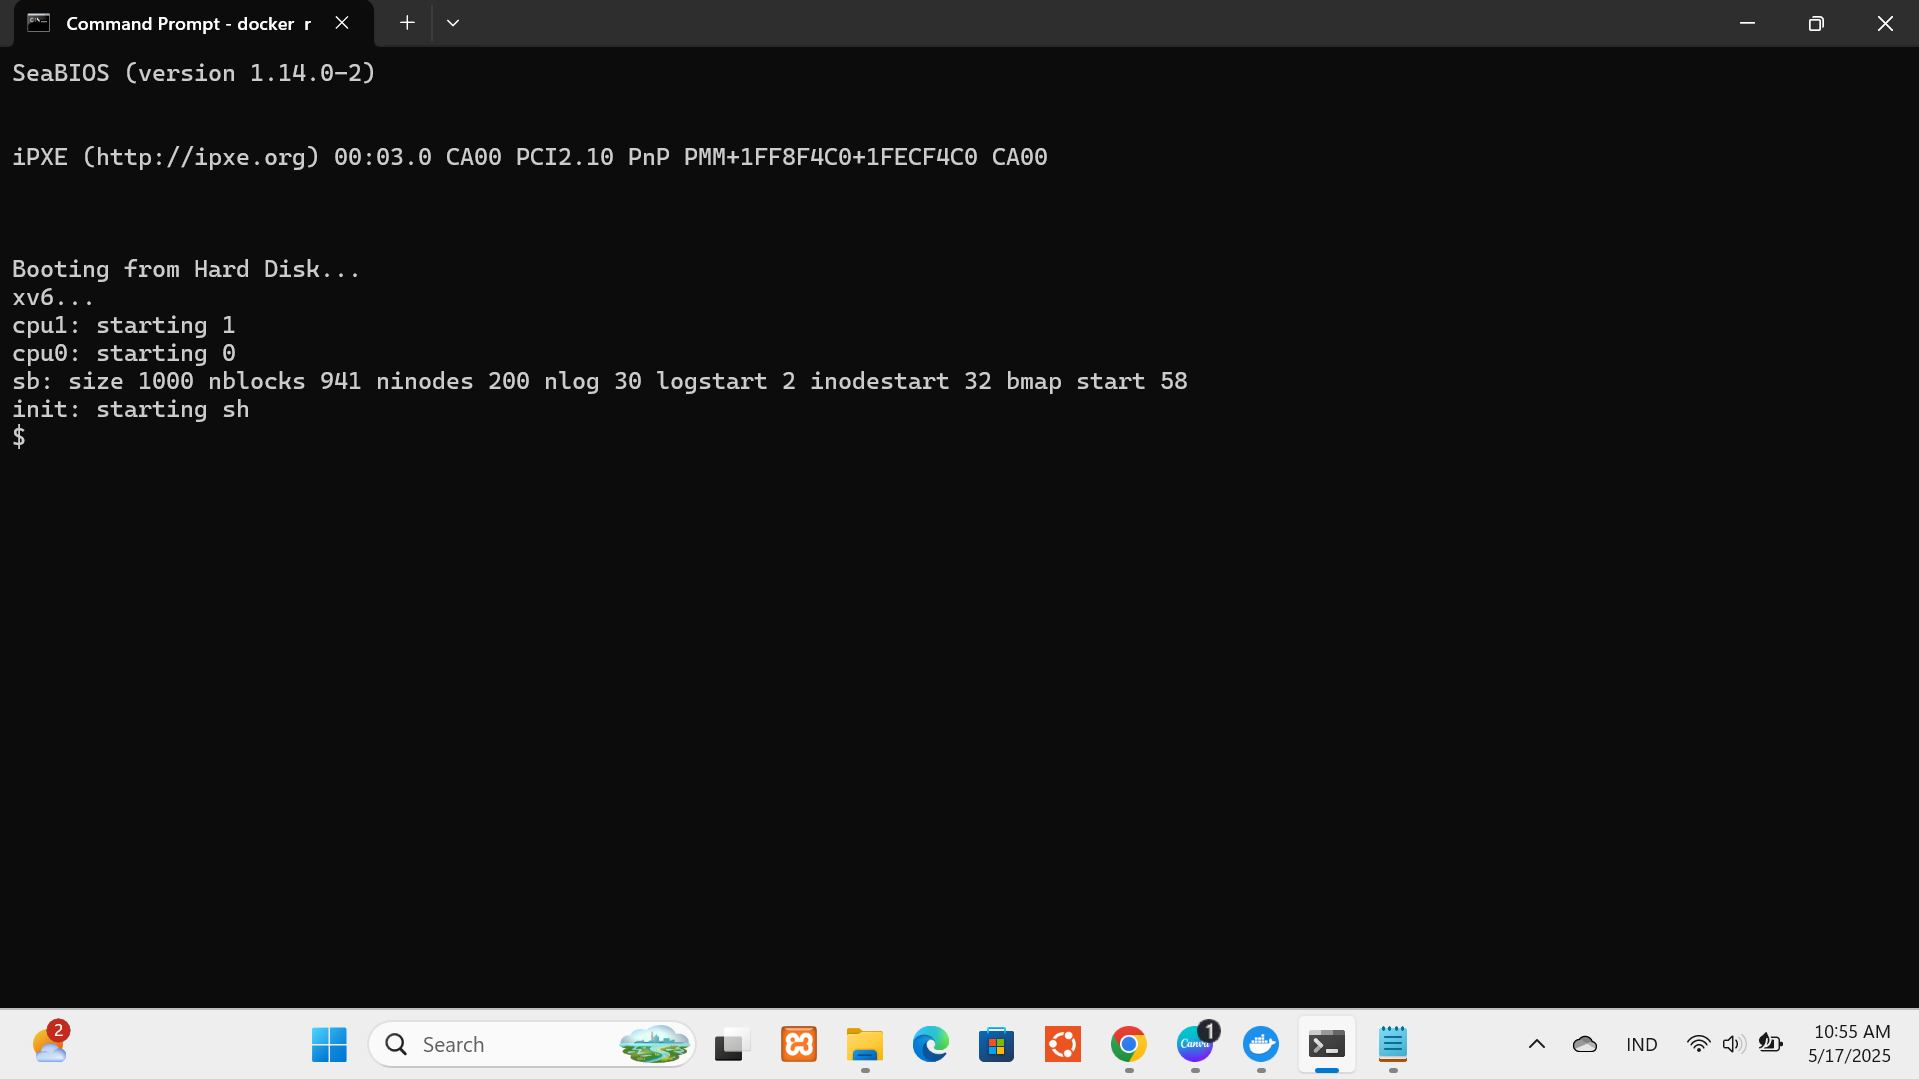 Command Prompt - docker  r
SeaBIOS (version 1.14.0-2)
iPXE (http://ipxe.org) 00:03.0 CA00 PCI2.10 PnP PMM+1FF8F4C0+1FECF4C0 CA00
Booting from Hard Disk...
xv6...
cpu1: starting 1
cpu0: starting 0
sb: size 1000 nblocks 941 ninodes 200 nlog 30 logstart 2 inodestart 32 bmap start 58
init: starting sh
$
2
Search
Canva
1
IND
10:55 AM
5/17/2025